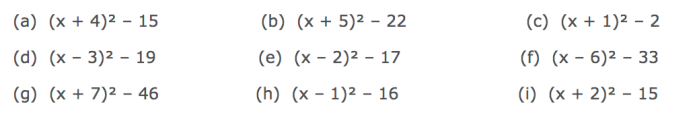 (a) (x + 4)² – 15 (b) (x + 5)² – 22 (c) (x + 1)² – 2
(d) (x – 3)² – 19 (e) (x – 2)² – 17 (f) (x – 6)² – 33
(g) (x + 7)² – 46 (h) (x – 1)² – 16 (i) (x + 2)² – 15